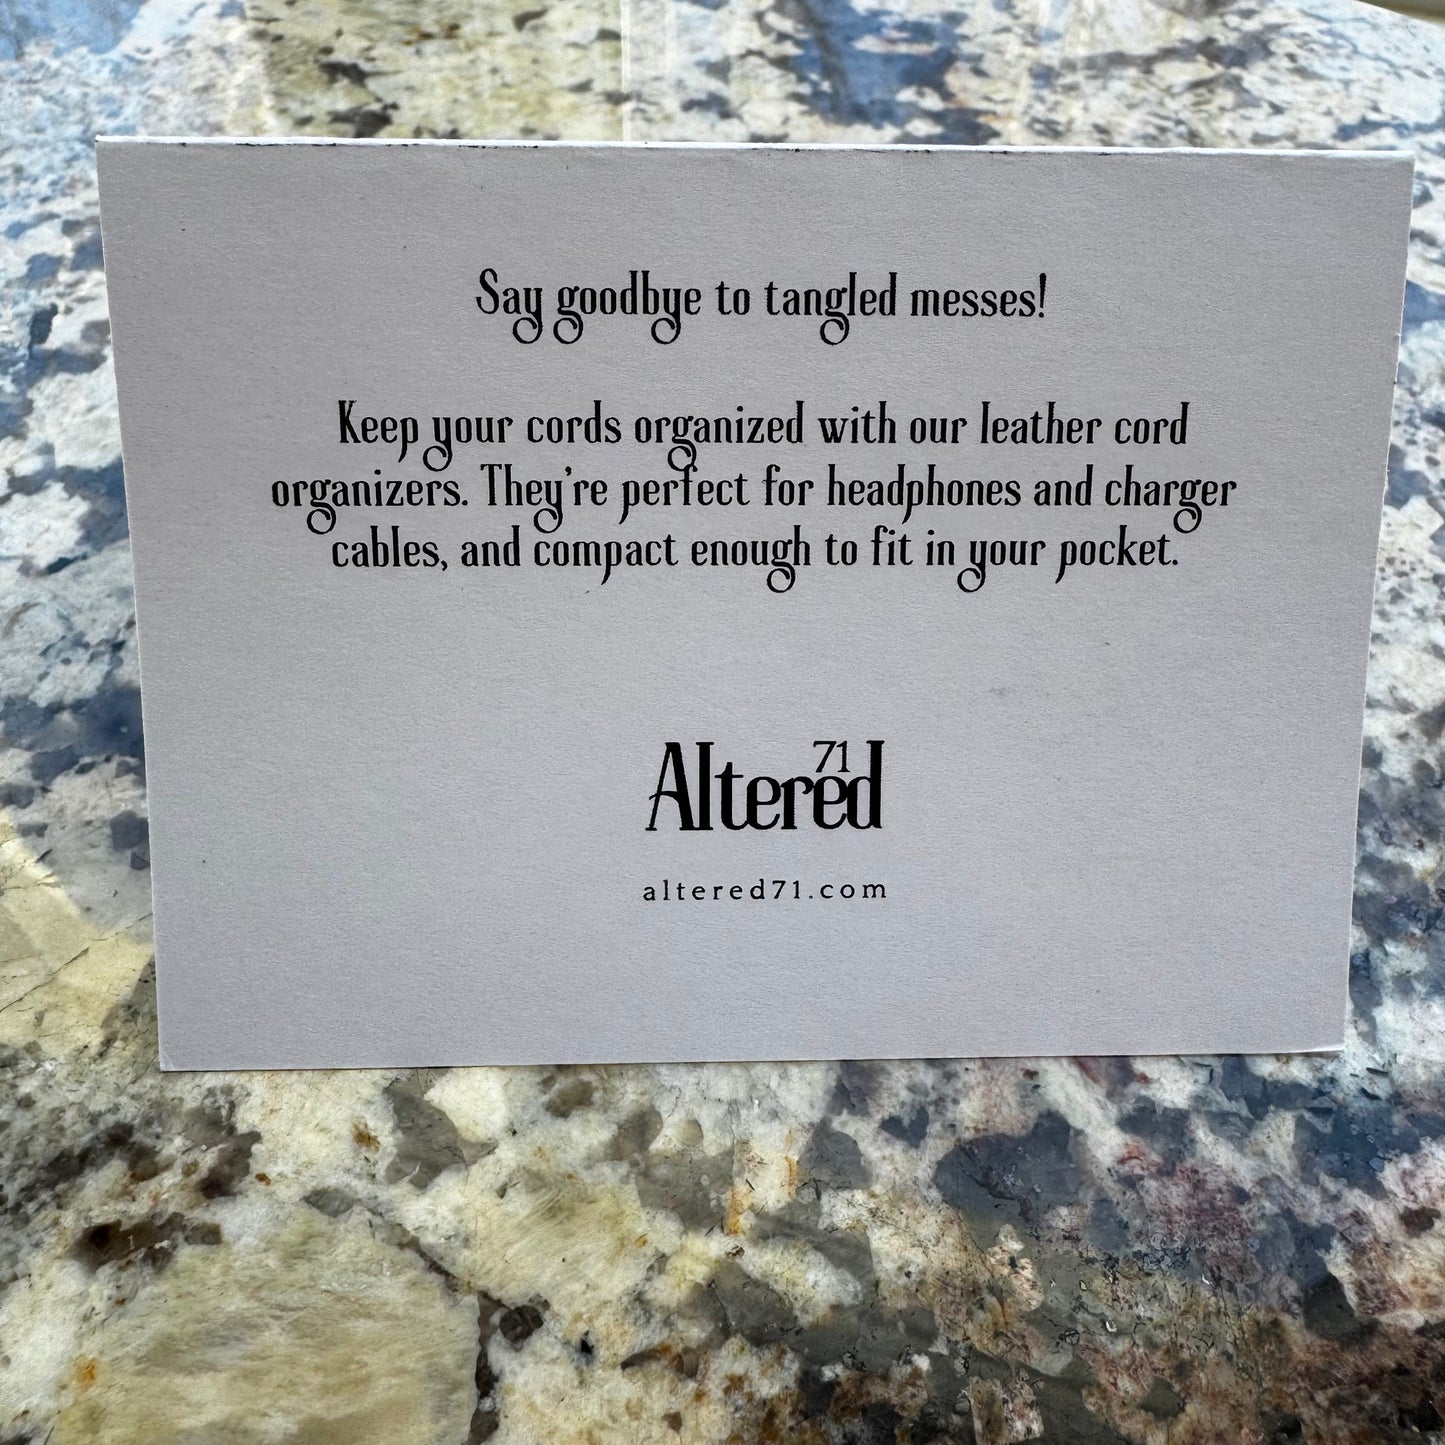 Say goodbye to tangled messes!
Keep your cords organized with our leather cord
organizers. They're perfect for headphones and charger
cables, and compact enough to fit in your pocket.
Altered 71
altered71.com